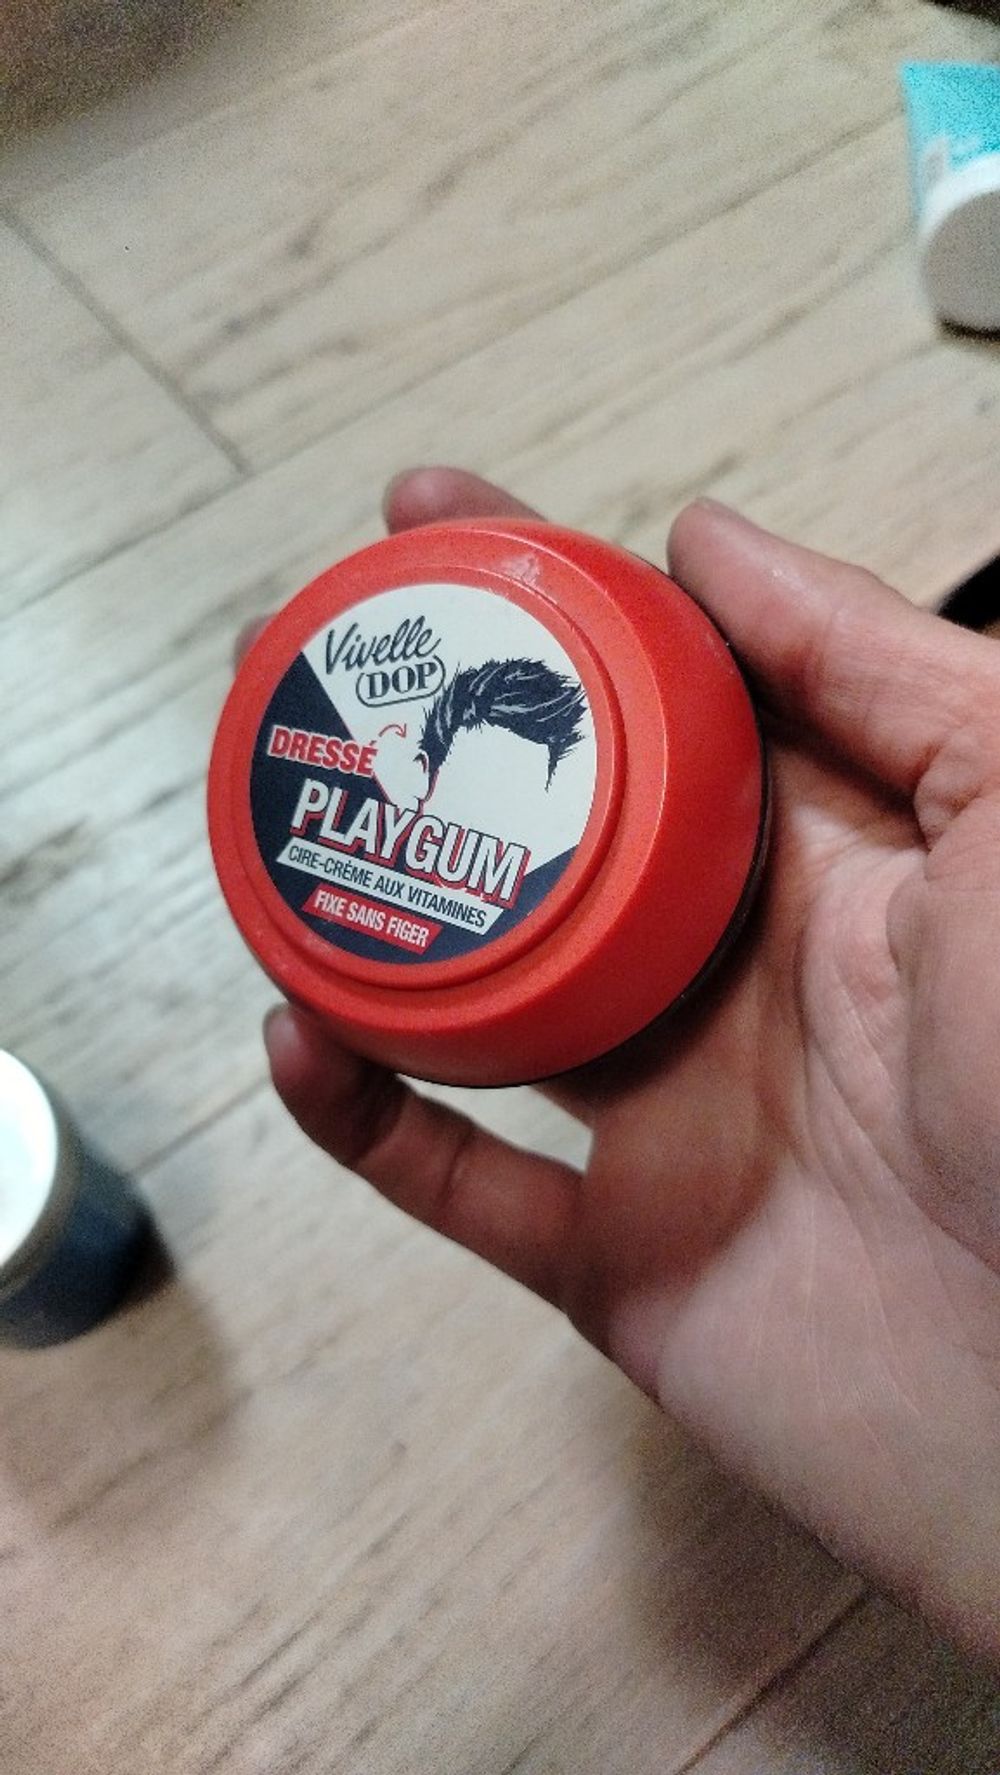 Vivelle
DOP
DRESSÉ
PLAYGUM
CIRE-CRÈME AUX VITAMINES
FIXE SANS FIGER